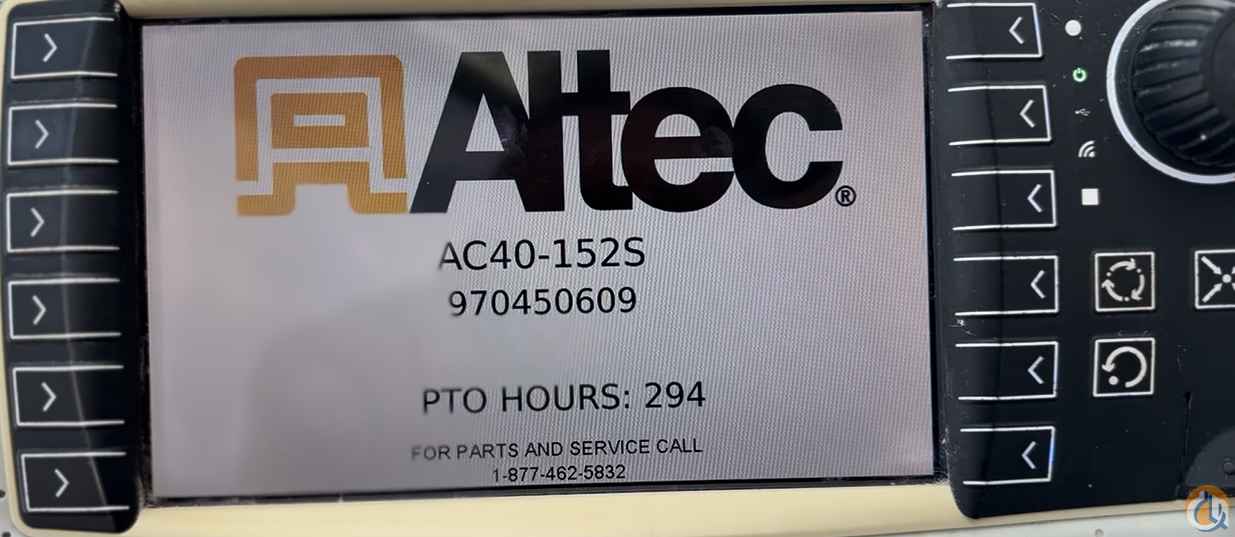 Altec®
AC40-152S
970450609
PTO HOURS: 294
FOR PARTS AND SERVICE CALL
1-877-462-5832